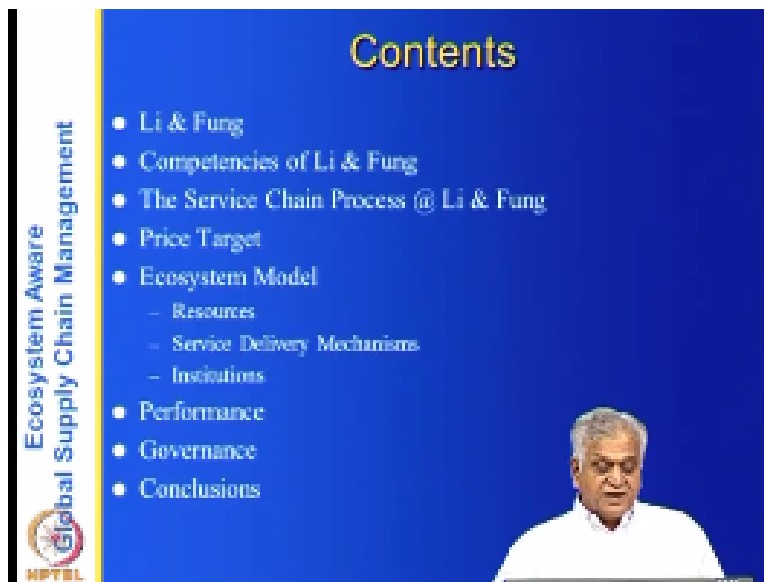 Contents
Li & Fung
Competencies of Li & Fung
The Service Chain Process @ Li & Fung
Price Target
Ecosystem Model
– Resources
– Service Delivery Mechanisms
– Institutions
Performance
Governance
Conclusions
Ecosystem Aware
Global Supply Chain Management
NPTEL